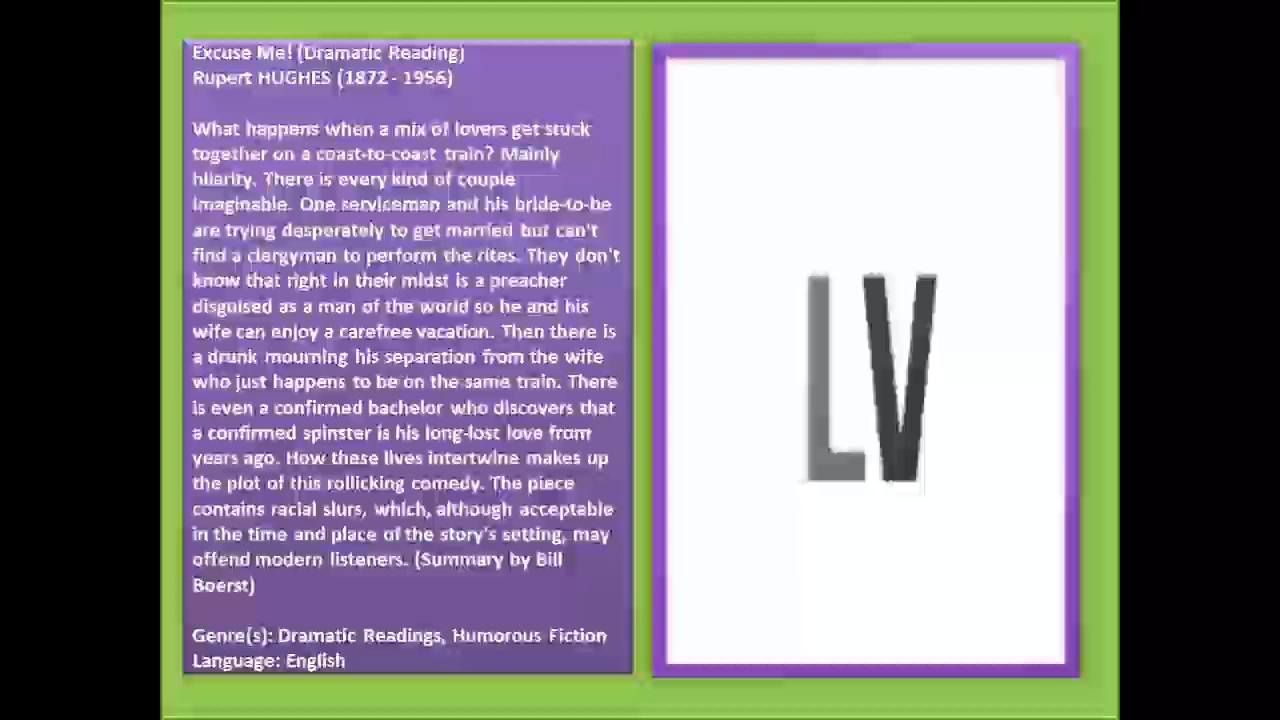 Excuse Me! (Dramatic Reading)
Rupert HUGHES (1872 - 1956)
What happens when a mix of lovers get stuck
together on a coast-to-coast train? Mainly
hilarity. There is every kind of couple
imaginable. One serviceman and his bride-to-be
are trying desperately to get married but can't
find a clergyman to perform the rites. They don't
know that right in their midst is a preacher
disguised as a man of the world so he and his
wife can enjoy a carefree vacation. Then there is
a drunk mourning his separation from the wife
who just happens to be on the same train. There
is even a confirmed bachelor who discovers that
a confirmed spinster is his long-lost love from
years ago. How these lives intertwine makes up
the plot of this rollicking comedy. The piece
contains racial slurs, which, although acceptable
in the time and place of the story's setting, may
offend modern listeners. (Summary by Bill
Boerst)
Genre(s): Dramatic Readings, Humorous Fiction
Language: English
LV